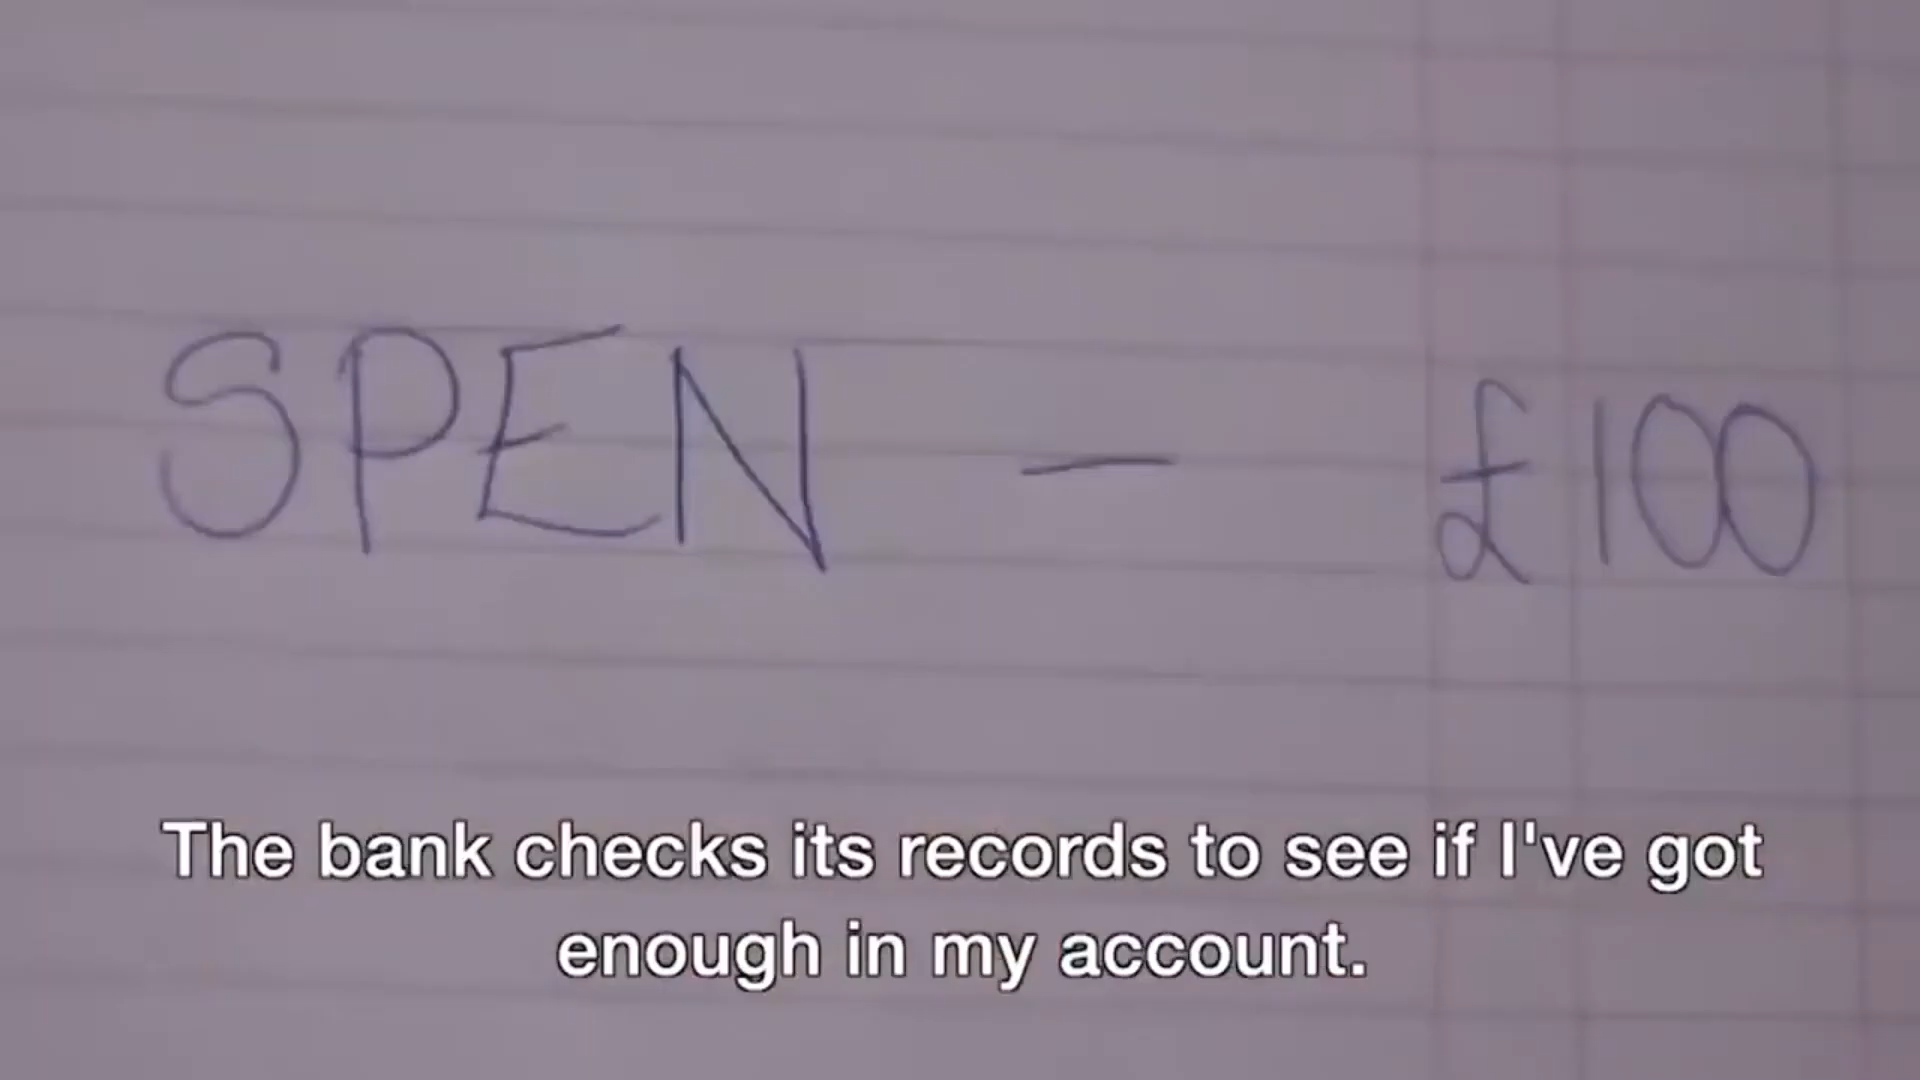 SPEN - £100
The bank checks its records to see if I've got
enough in my account.